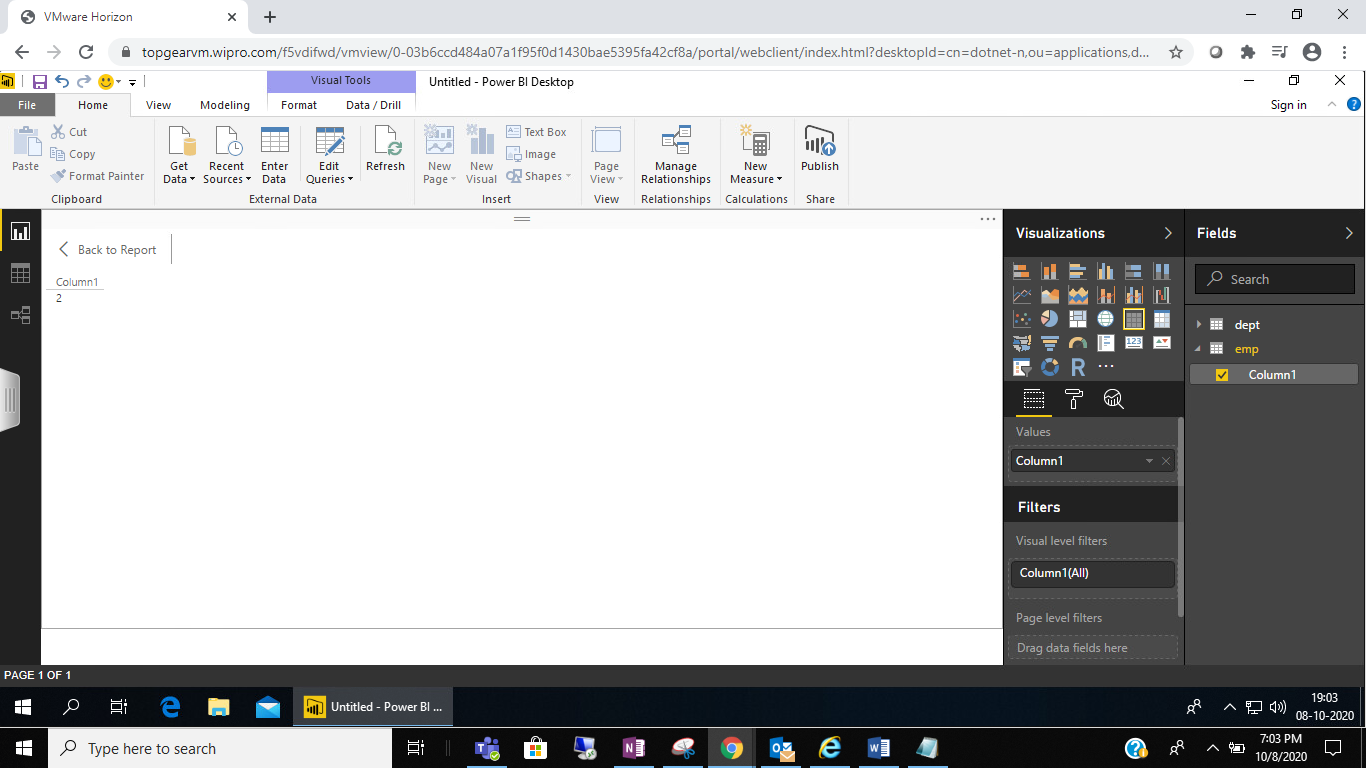 VMware Horizon
topgearvm.wipro.com/f5vdifwd/vmview/0-03b6ccd484a07a1f95f0d1430bae5395fa42cf8a/portal/webclient/index.html?desktopId=cn=dotnet-n,ou=applications,d...
Visual Tools
Untitled - Power BI Desktop
File Home View Modeling Format Data / Drill Sign in
Paste
Cut
Copy
Format Painter
Clipboard
Get Data
Recent Sources
Enter Data
Edit Queries
Refresh
External Data
New Page
New Visual
Text Box
Image
Shapes
Insert
Page View
View
Manage Relationships
Relationships
New Measure
Calculations
Publish
Share
Back to Report
Column1
2
Visualizations
123
R
Values
Column1
Filters
Visual level filters
Column1(All)
Page level filters
Drag data fields here
Fields
Search
dept
emp
Column1
PAGE 1 OF 1
Untitled - Power BI ...
19:03
08-10-2020
Type here to search
7:03 PM
10/8/2020